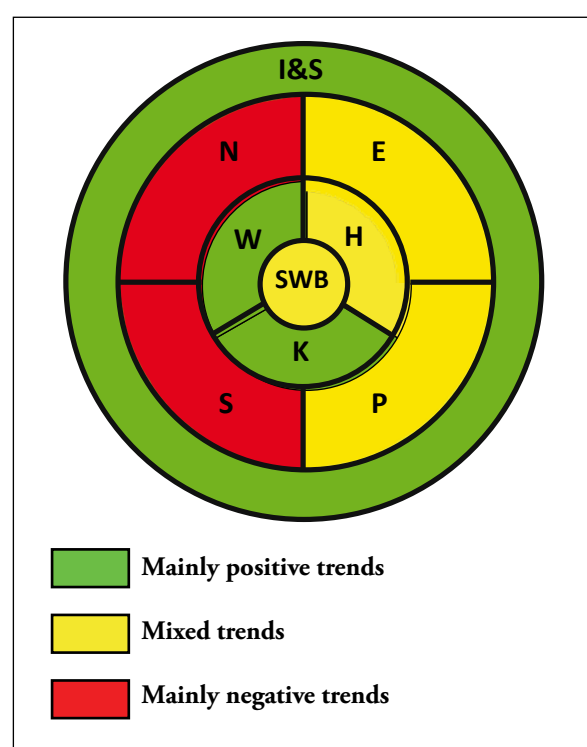 I&S
N
E
W
H
SWB
K
S
P
Mainly positive trends
Mixed trends
Mainly negative trends